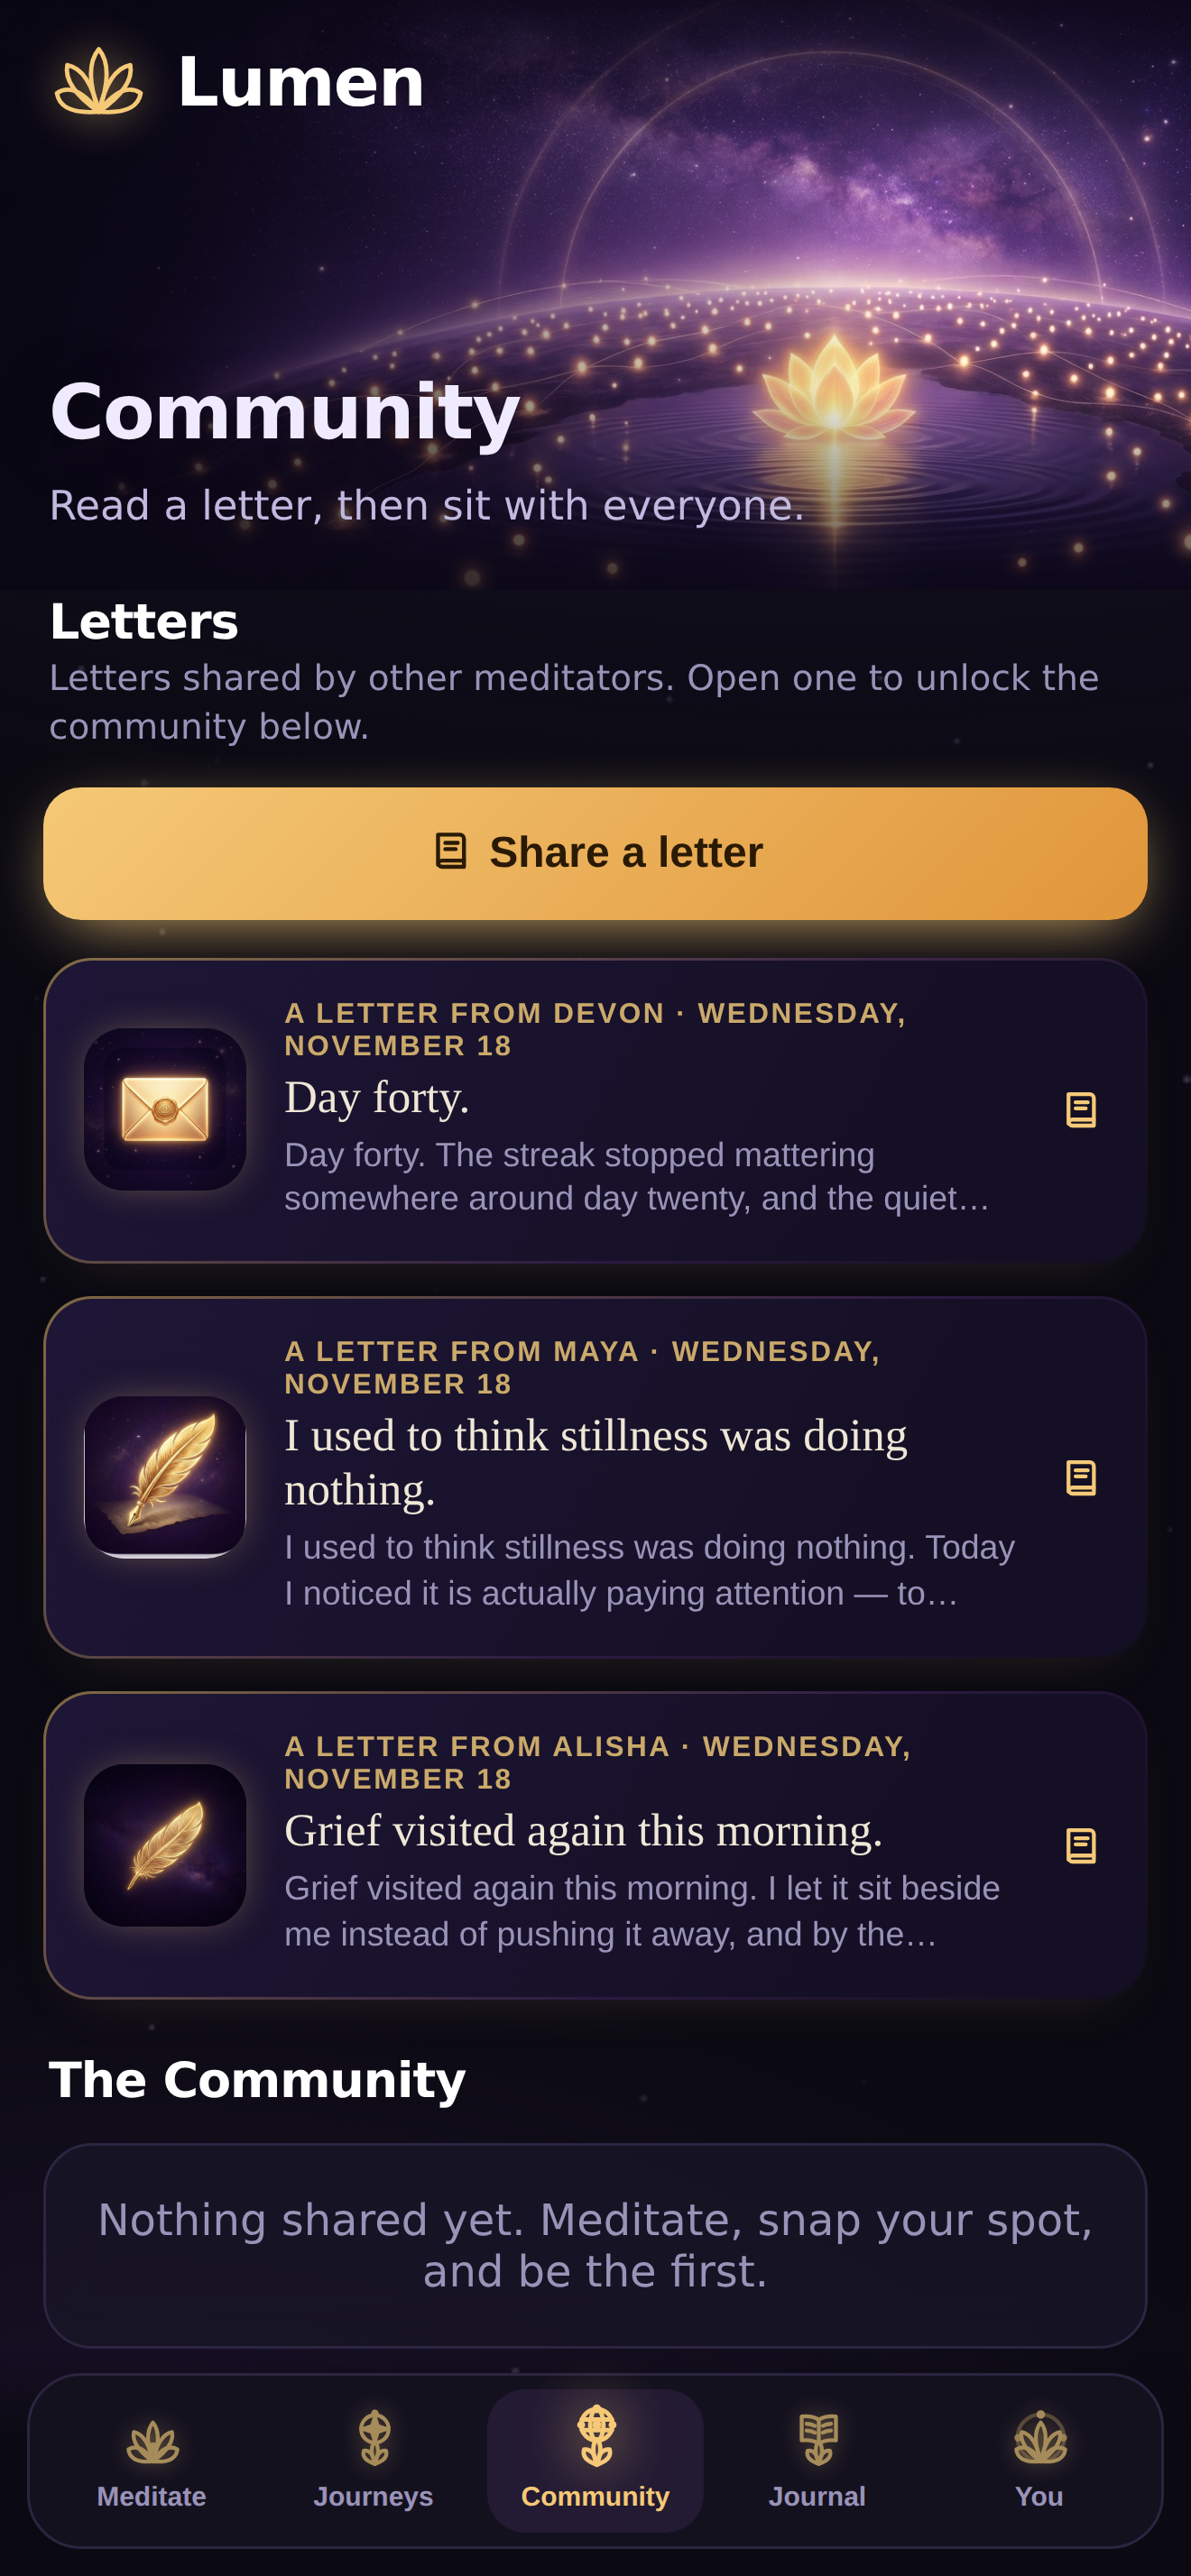 Lumen
Community
Read a letter, then sit with everyone.
Letters
Letters shared by other meditators. Open one to unlock the
community below.
Share a letter
A LETTER FROM DEVON · WEDNESDAY,
NOVEMBER 18
Day forty.
Day forty. The streak stopped mattering
somewhere around day twenty, and the quiet…
A LETTER FROM MAYA · WEDNESDAY,
NOVEMBER 18
I used to think stillness was doing
nothing.
I used to think stillness was doing nothing. Today
I noticed it is actually paying attention — to…
A LETTER FROM ALISHA · WEDNESDAY,
NOVEMBER 18
Grief visited again this morning.
Grief visited again this morning. I let it sit beside
me instead of pushing it away, and by the…
The Community
Nothing shared yet. Meditate, snap your spot,
and be the first.
Meditate
Journeys
Community
Journal
You